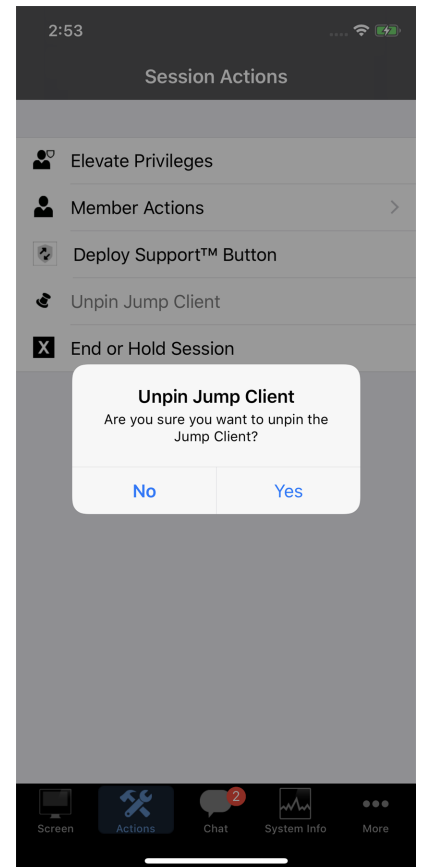 2:53
Session Actions
Elevate Privileges
Member Actions
Deploy Support™ Button
Unpin Jump Client
X End or Hold Session
Unpin Jump Client
Are you sure you want to unpin the
Jump Client?
No Yes
2
Screen Actions Chat System Info More